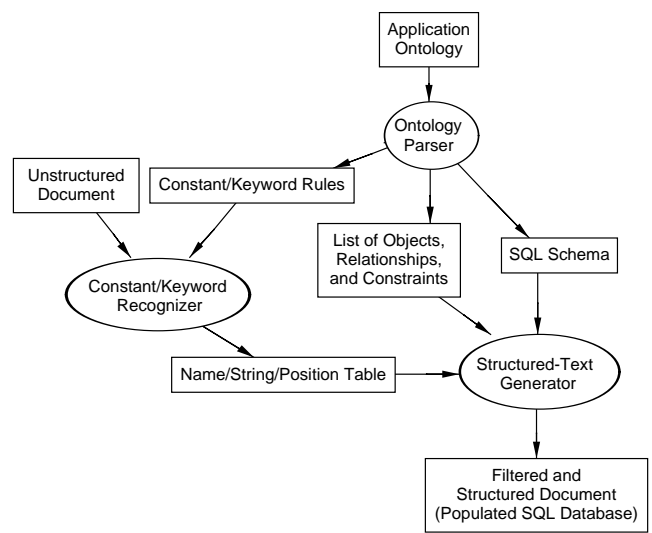 Application
Ontology
Ontology
Parser
Unstructured
Document
Constant/Keyword Rules
List of Objects,
Relationships,
and Constraints
SQL Schema
Constant/Keyword
Recognizer
Name/String/Position Table
Structured-Text
Generator
Filtered and
Structured Document
(Populated SQL Database)